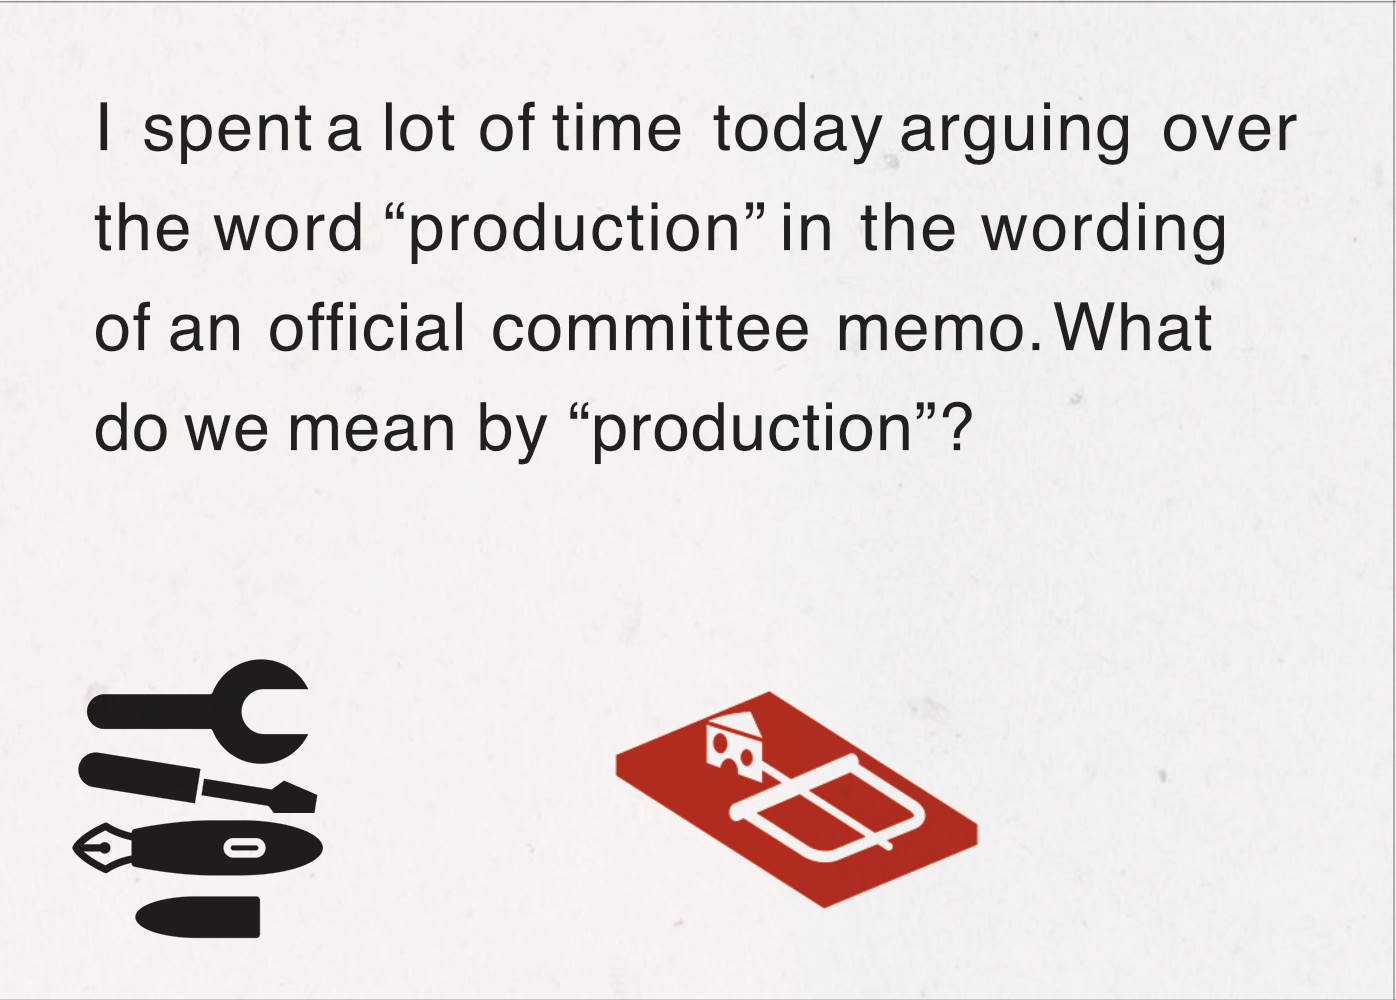 I spent a lot of time today arguing over
the word “production” in the wording
of an official committee memo. What
do we mean by “production”?